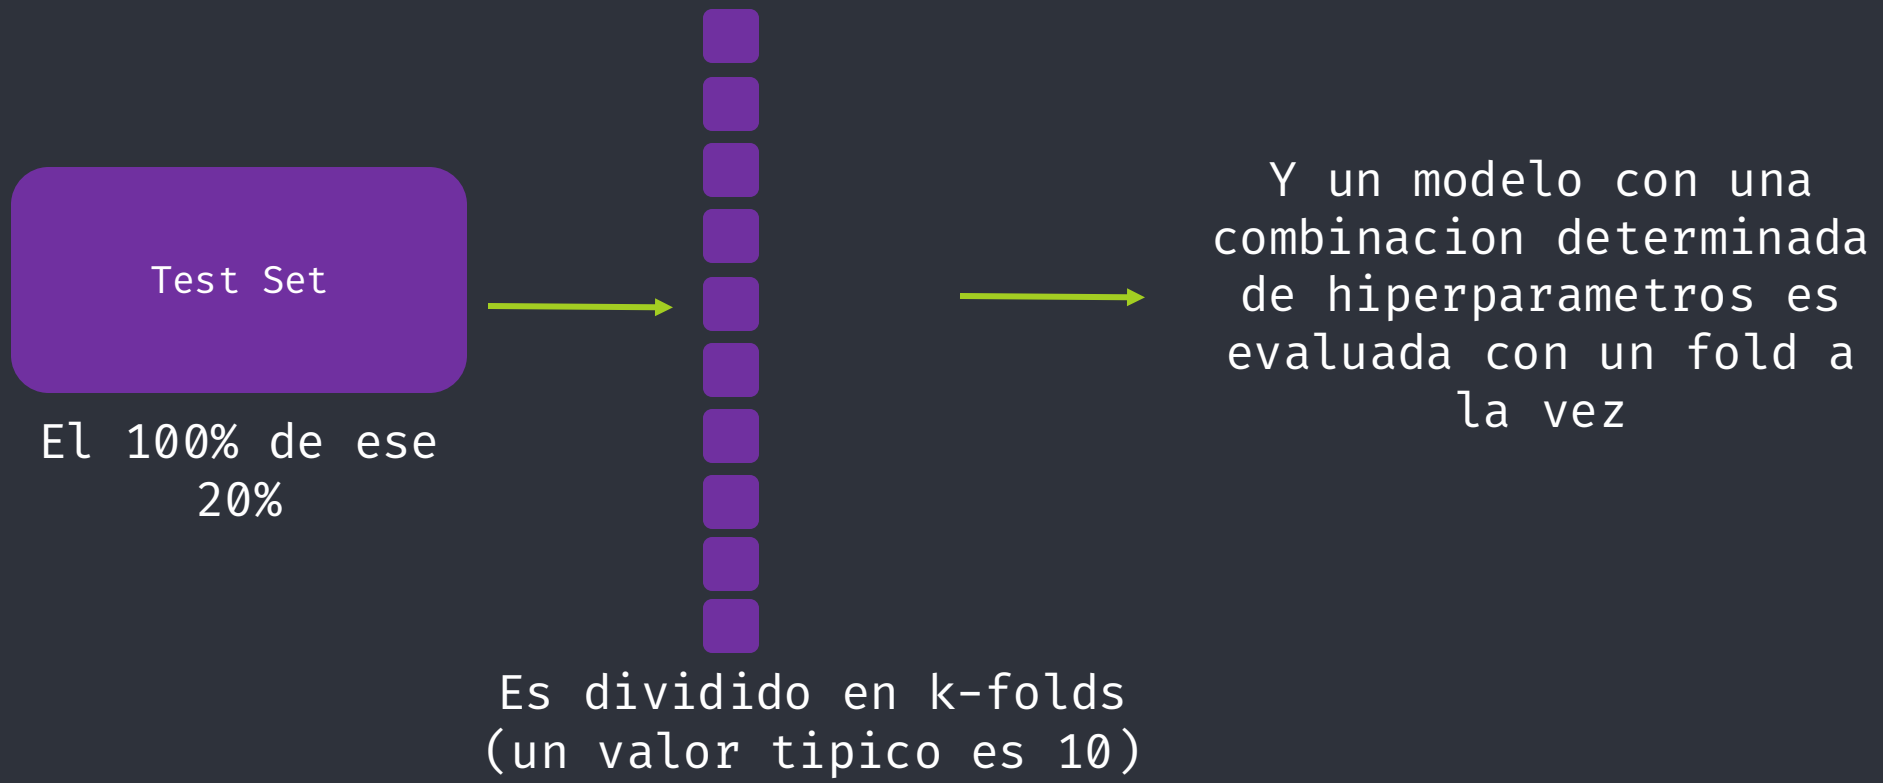 Test Set
El 100% de ese
20%
Es dividido en k-folds
(un valor tipico es 10)
Y un modelo con una
combinacion determinada
de hiperparametros es
evaluada con un fold a
la vez